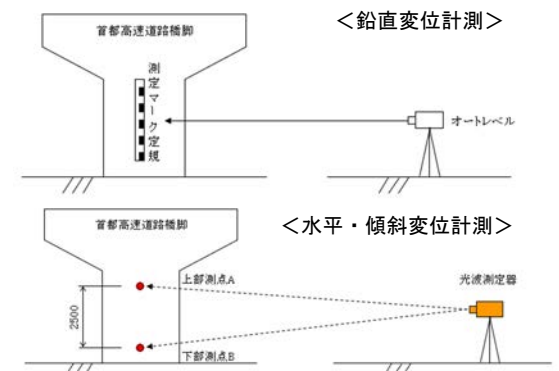 <鉛直変位計測>
首都高速道路橋脚
測定マーク定規
オートレベル
<水平・傾斜変位計測>
首都高速道路橋脚
上部測点A
光波測定器
2500
下部測点B